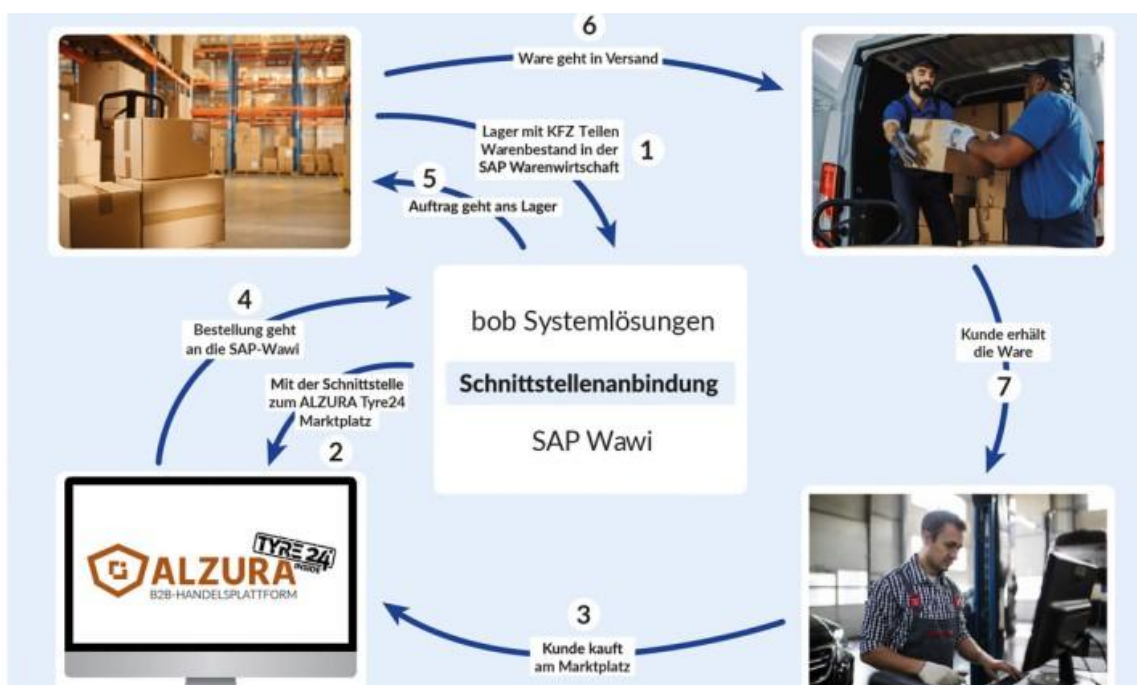 6
Ware geht in Versand
Lager mit KFZ Teilen
Warenbestand in der
SAP Warenwirtschaft
1
5
Auftrag geht ans Lager
4
Bestellung geht
an die SAP-Wawi
bob Systemlösungen
Schnittstellenanbindung
SAP Wawi
Kunde erhält
die Ware
7
Mit der Schnittstelle
zum ALZURA Tyre24
Marktplatz
2
TYRE24
INSIDE
ALZURA
B2B-HANDELSPLATTFORM
3
Kunde kauft
am Marktplatz